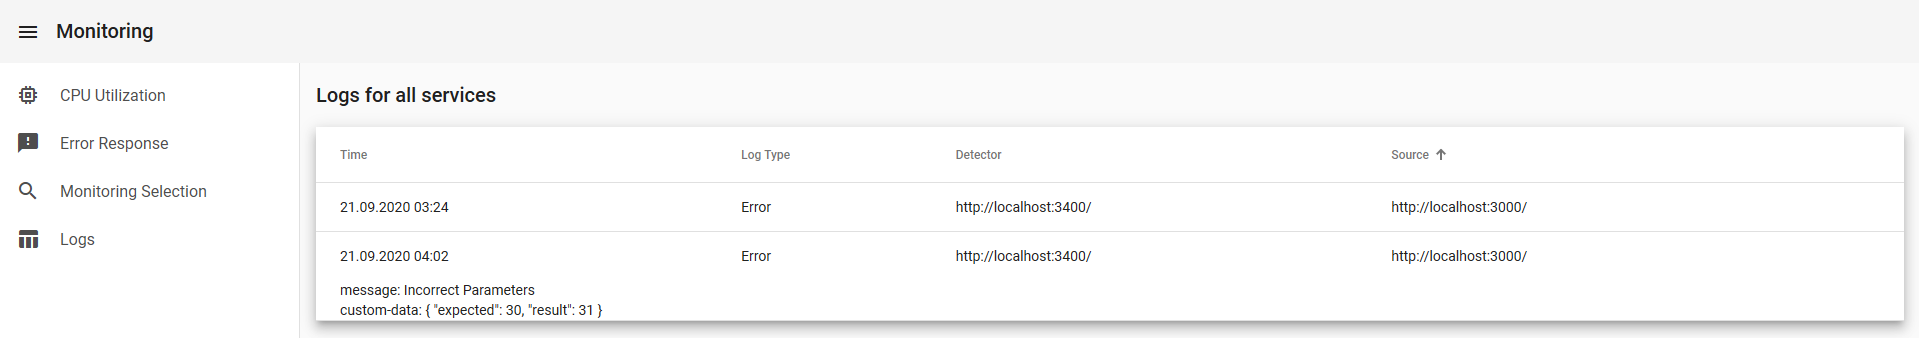 Monitoring
CPU Utilization
Error Response
Monitoring Selection
Logs
Logs for all services
Time Log Type Detector Source
21.09.2020 03:24 Error http://localhost:3400/ http://localhost:3000/
21.09.2020 04:02 Error http://localhost:3400/ http://localhost:3000/
message: Incorrect Parameters
custom-data: { "expected": 30, "result": 31 }